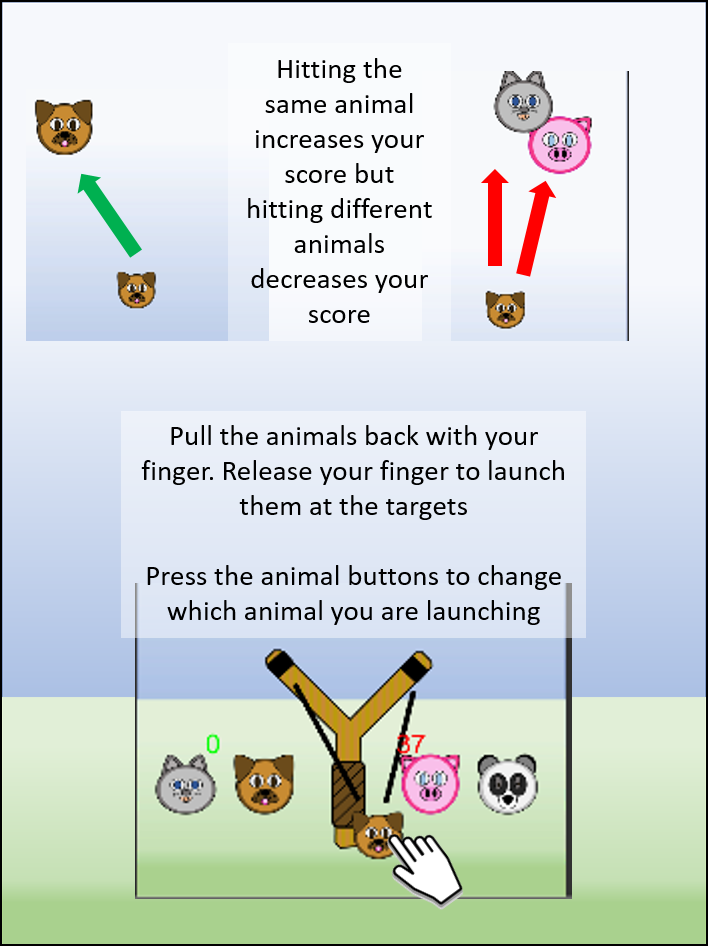 Hitting the
same animal
increases your
score but
hitting different
animals
decreases your
score
Pull the animals back with your
finger. Release your finger to launch
them at the targets
Press the animal buttons to change
which animal you are launching
0
37